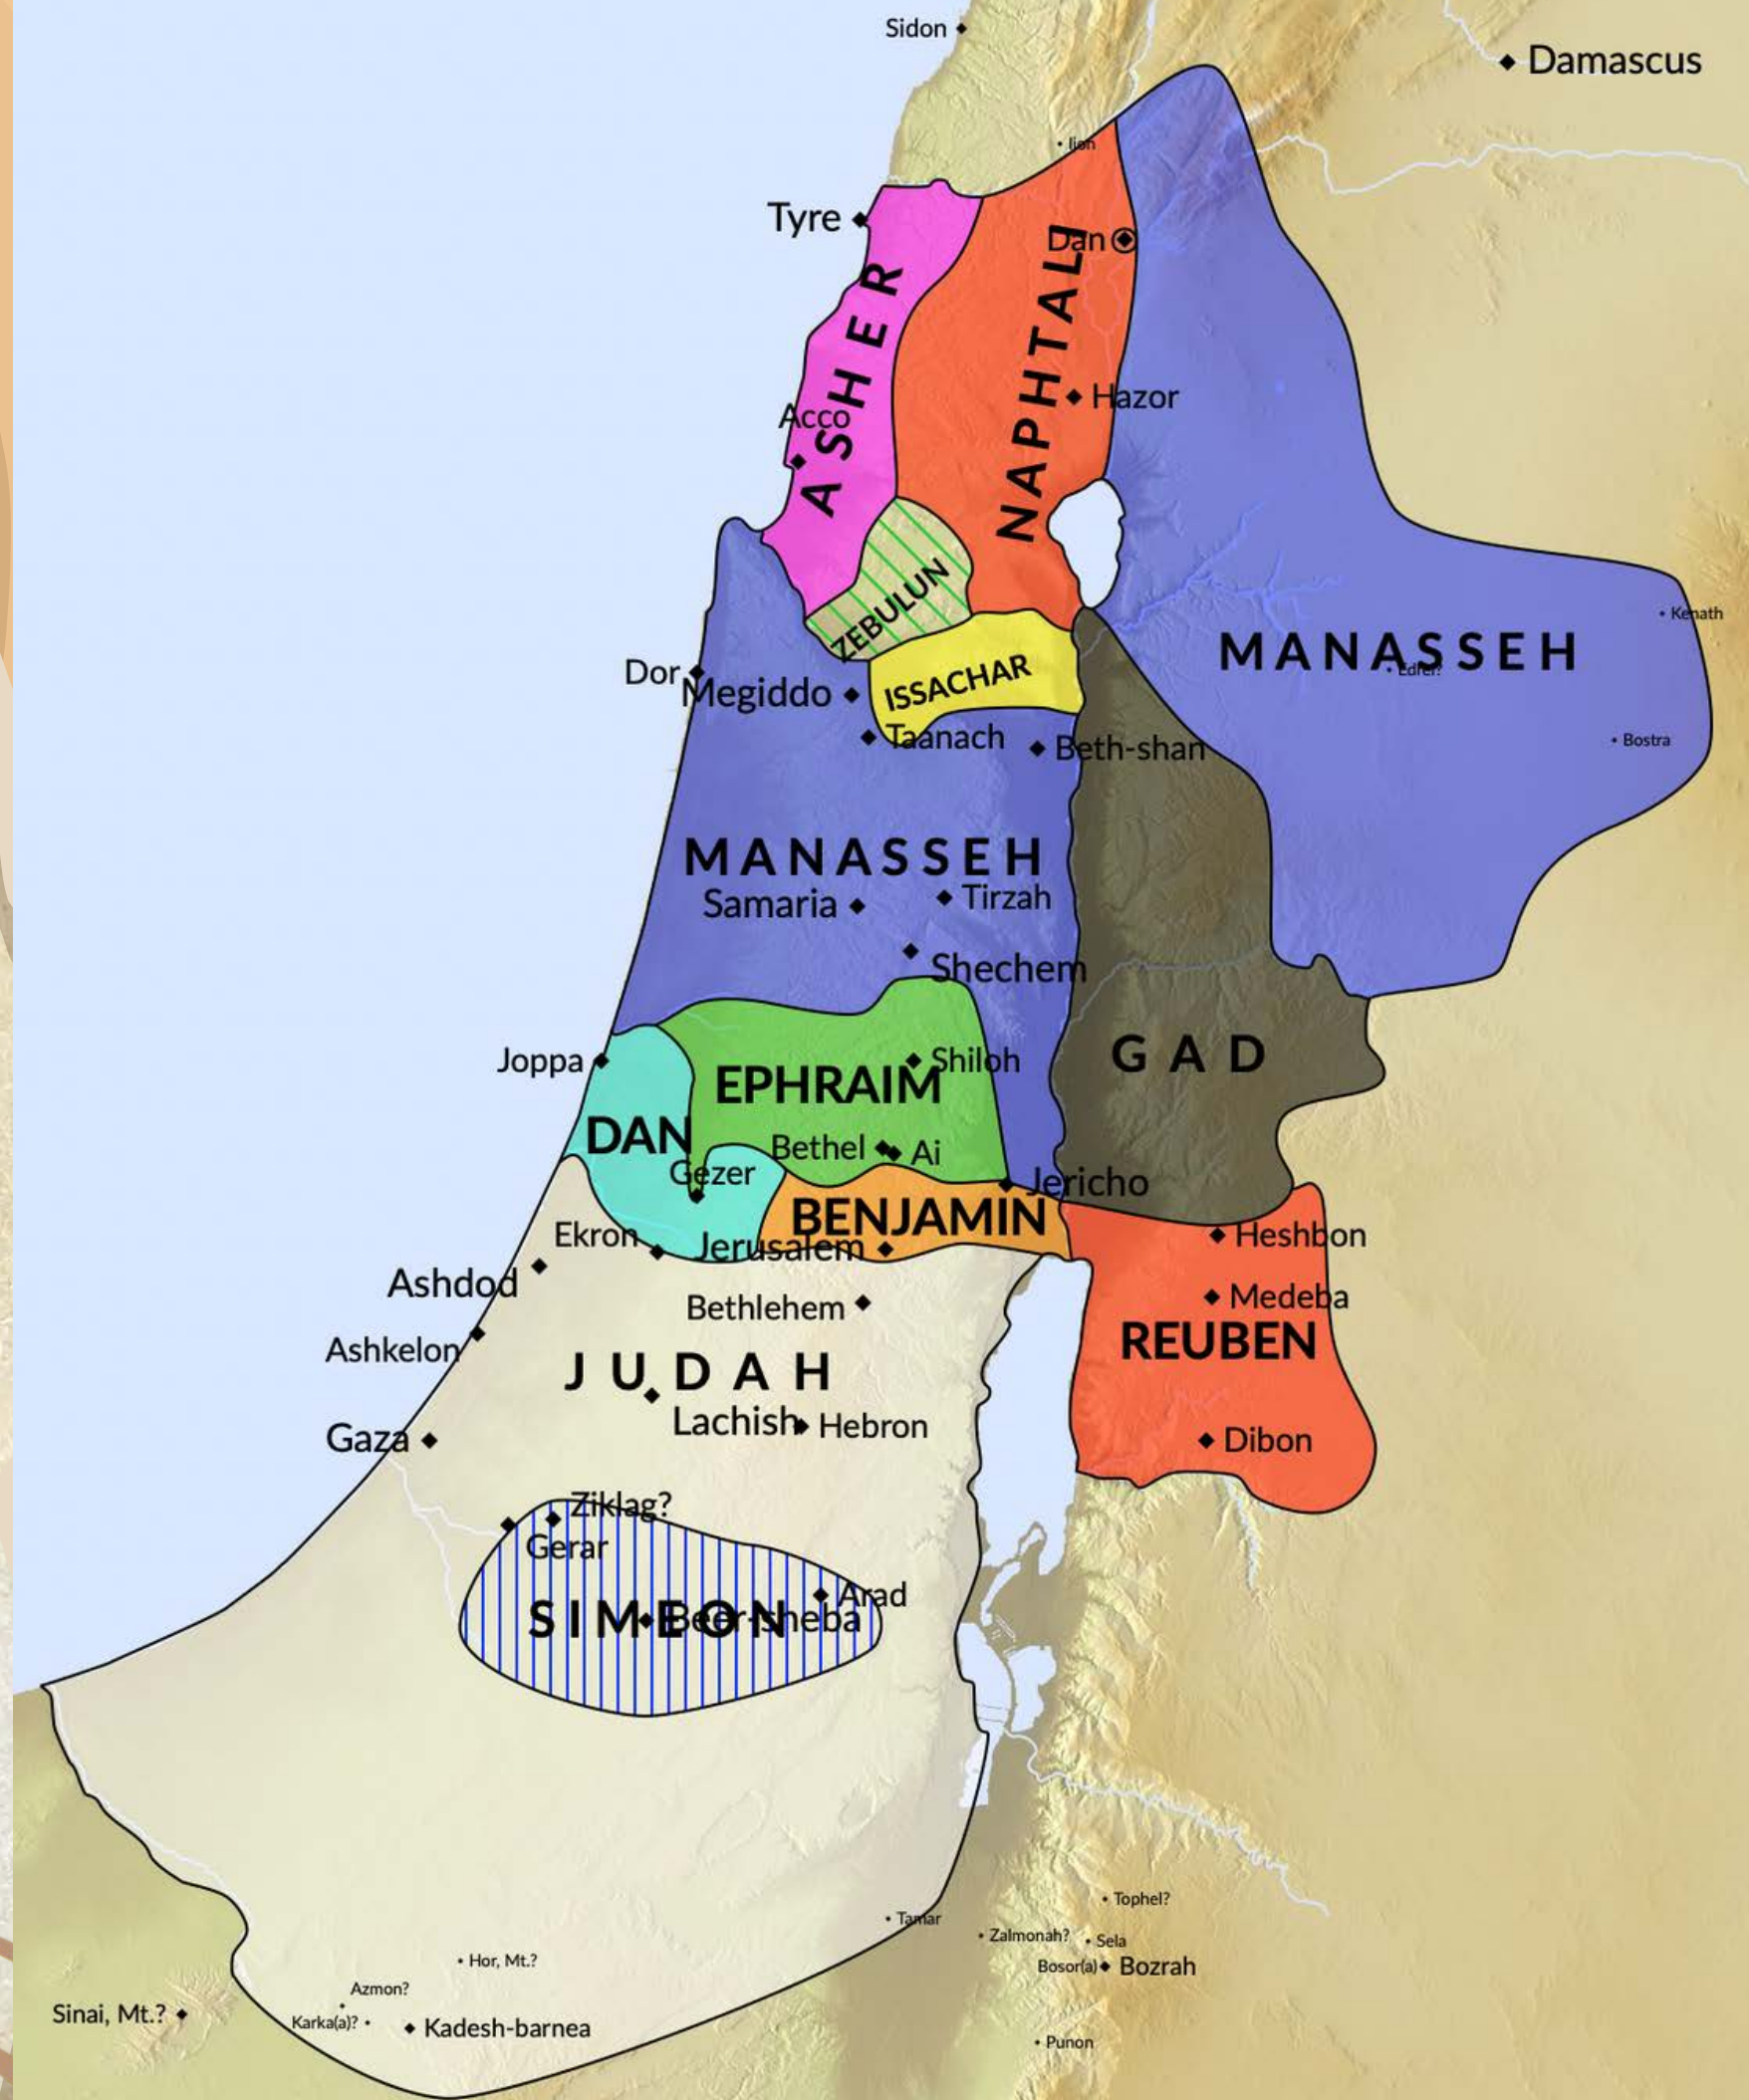 Sidon
Damascus
Ijon
Tyre
Dan
ASHER
NAPHTALI
Hazor
Acco
ZEBULUN
Kenath
MANASSEH
Edrei?
ISSACHAR
Dor
Megiddo
Taanach
Beth-shan
Bostra
MANASSEH
Samaria
Tirzah
Shechem
GAD
Joppa
Shiloh
EPHRAIM
DAN
Bethel
Ai
Gezer
Jericho
BENJAMIN
Ekron
Jerusalem
Heshbon
Ashdod
Bethlehem
Medeba
Ashkelon
REUBEN
JUDAH
Lachish
Hebron
Gaza
Dibon
Ziklag?
Gerar
Arad
SIMEON
Beer-sheba
Tophel?
Tamar
Zalmonah?
Sela
Hor, Mt.?
Bosor(a)
Bozrah
Azmon?
Sinai, Mt.?
Karka(a)?
Kadesh-barnea
Punon